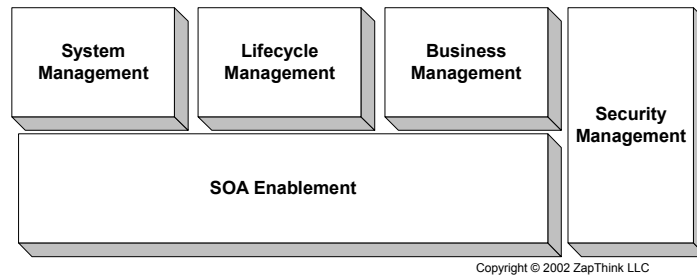 System
Management
Lifecycle
Management
Business
Management
Security
Management
SOA Enablement
Copyright © 2002 ZapThink LLC